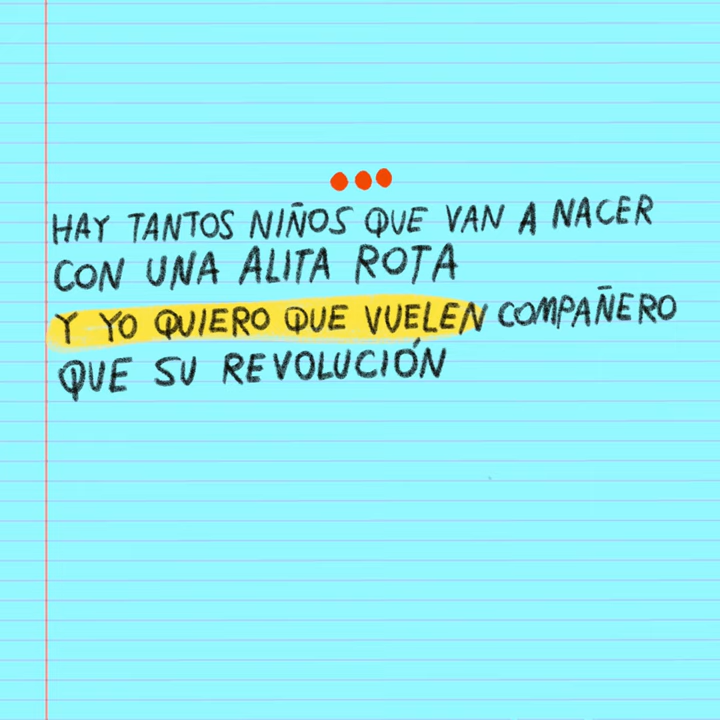 HAY TANTOS NIÑOS QUE VAN A NACER
CON UNA ALITA ROTA
Y YO QUIERO QUE VUELEN COMPAÑERO
QUE SU REVOLUCIÓN